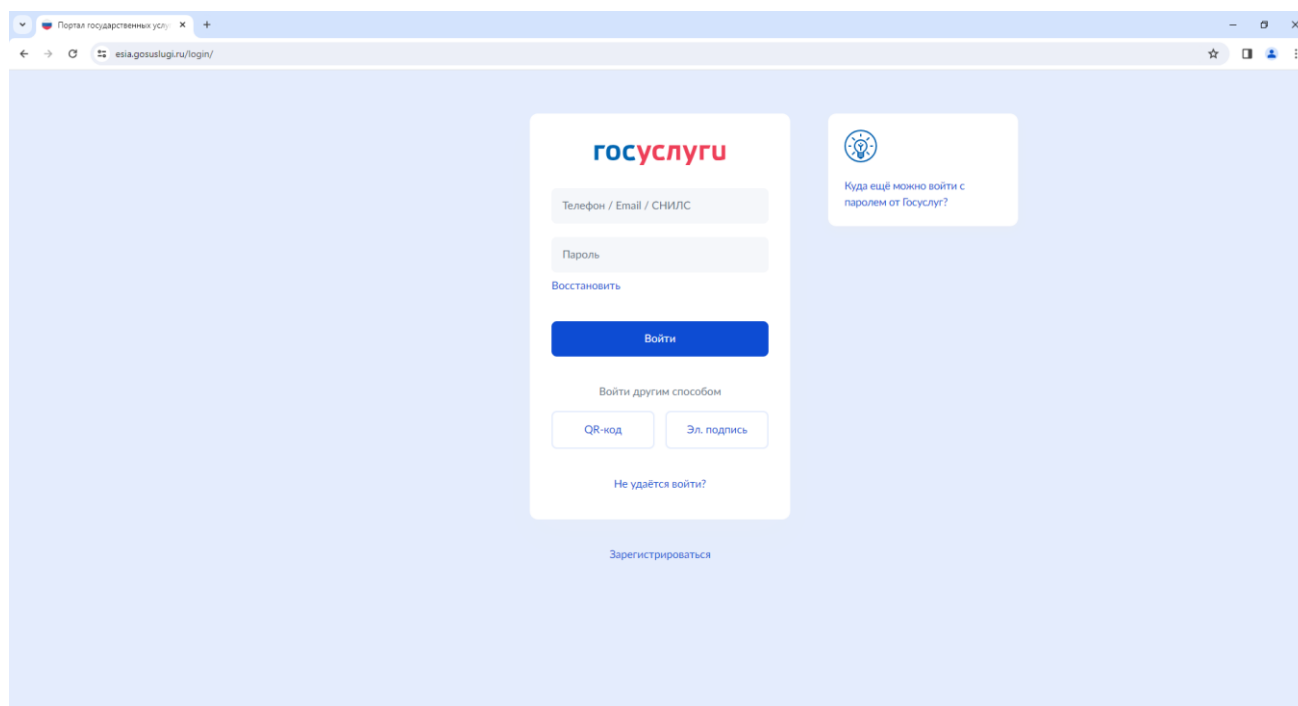 Портал государственных услу
esia.gosuslugi.ru/login/
госуслуги
Телефон / Email / СНИЛС
Пароль
Восстановить
Войти
Войти другим способом
QR-код
Эл. подпись
Не удаётся войти?
Зарегистрироваться
Куда ещё можно войти с
паролем от Госуслуг?